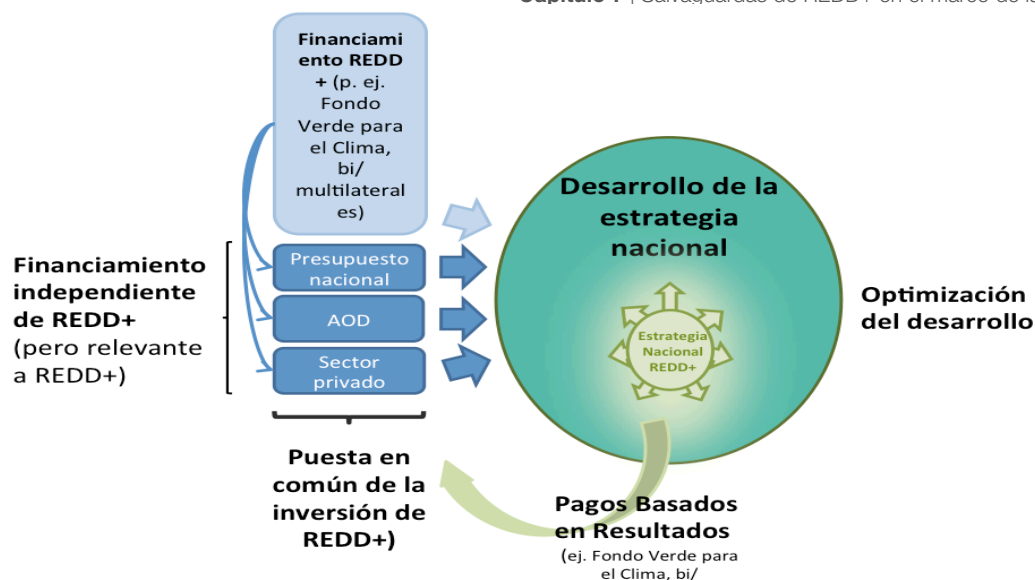 Financiami
ento REDD
+ (p. ej.
Fondo
Verde para
el Clima,
bi/
multilateral
es)
Financiamiento
independiente
de REDD+
(pero relevante
a REDD+)
Presupuesto
nacional
AOD
Sector
privado
Puesta en
común de la
inversión de
REDD+)
Desarrollo de la
estrategia
nacional
Estrategia
Nacional
REDD+
Optimización
del desarrollo
Pagos Basados
en Resultados
(ej. Fondo Verde para
el Clima, bi/